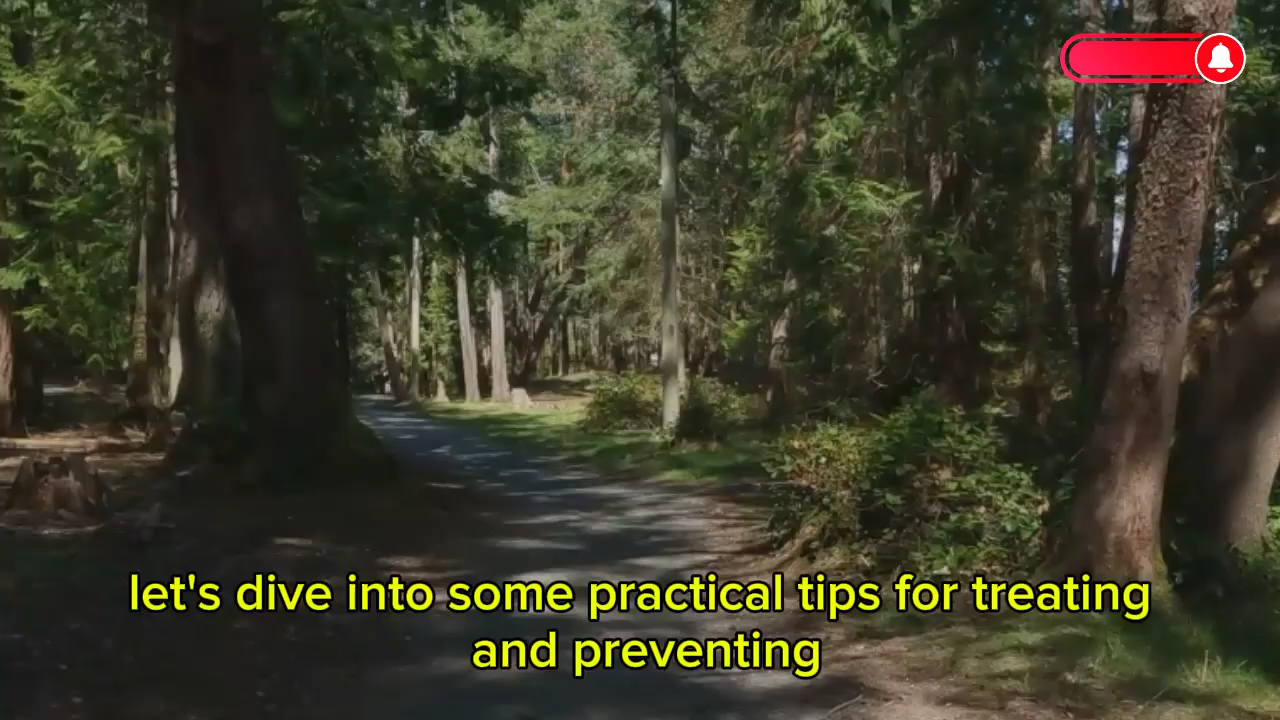 let's dive into some practical tips for treating
and preventing